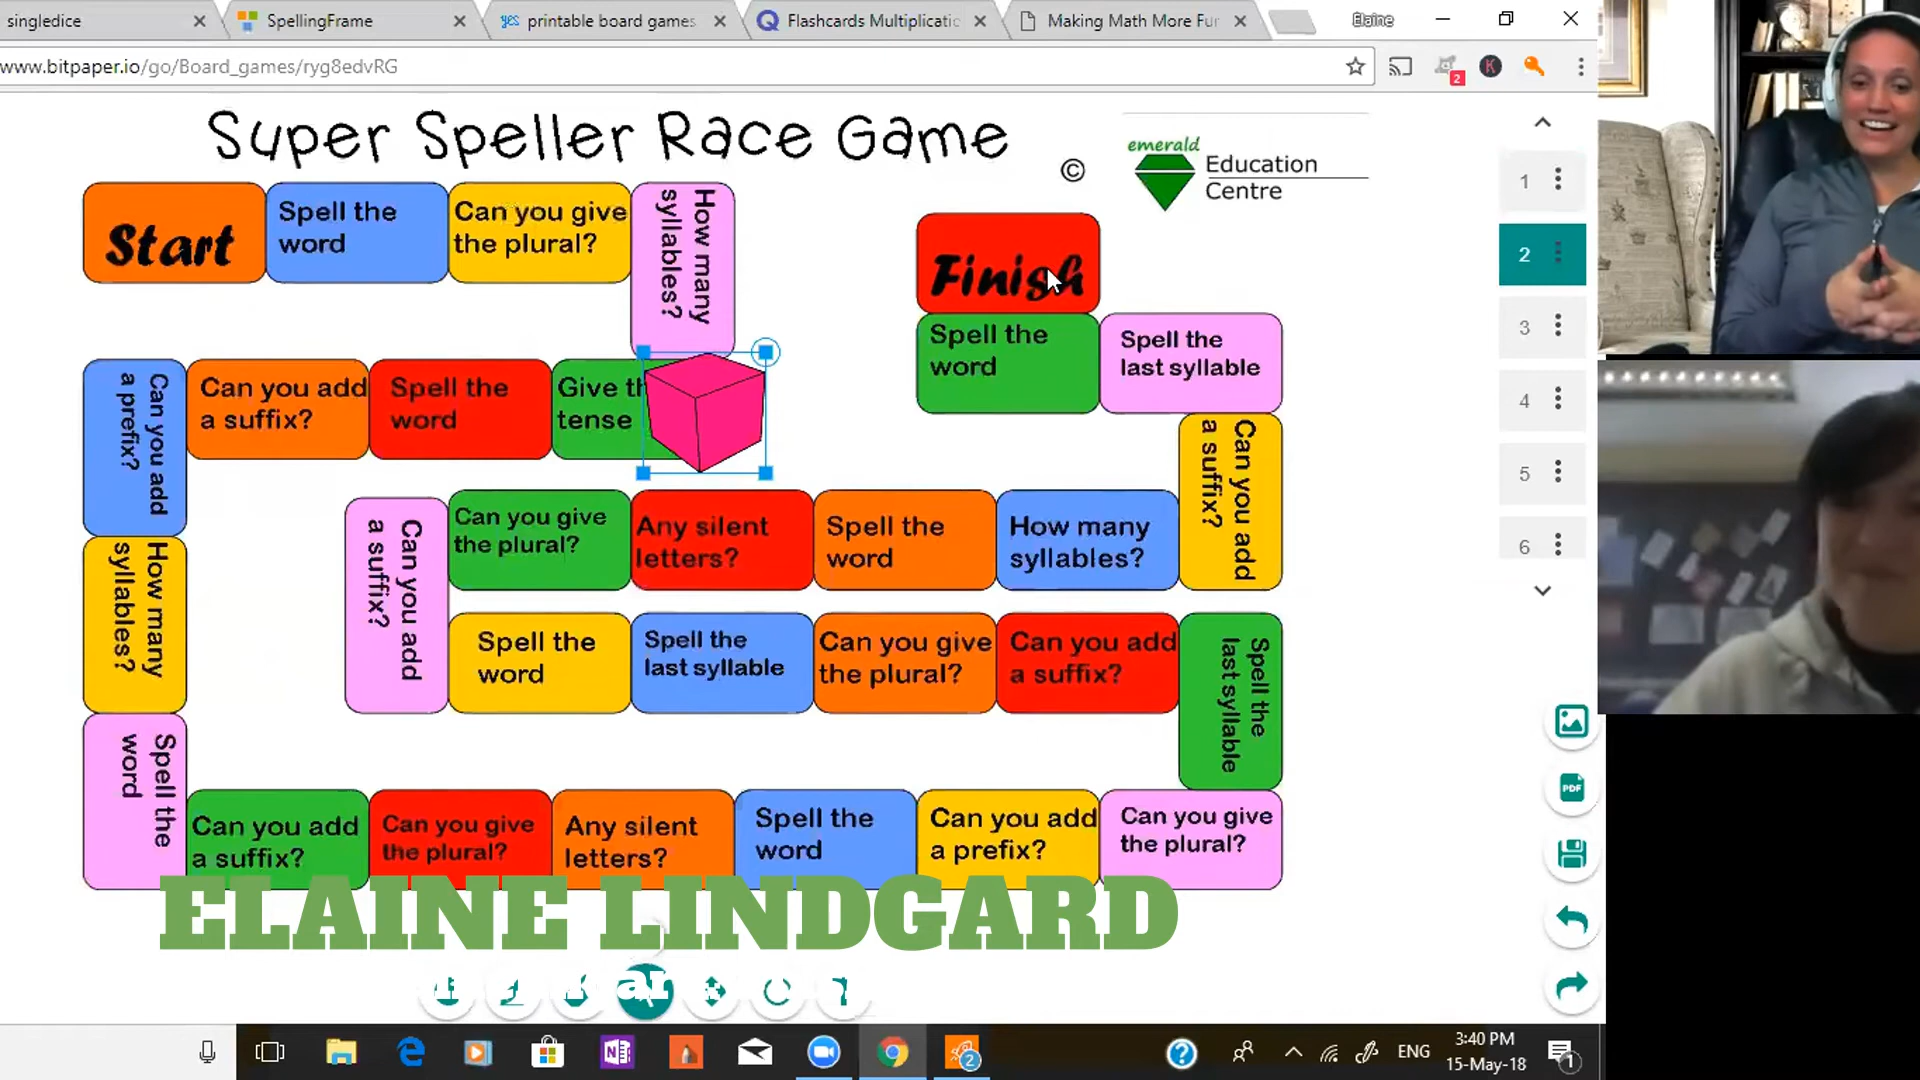 singledice
SpellingFrame
yes printable board games
Flashcards Multiplicatic
Making Math More Fur
Elaine
www.bitpaper.io/go/Board_games/ryg8edvRG
2
K
Super Speller Race Game
©
emerald
Education
Centre
Start
Spell the
word
Can you give
the plural?
How many
syllables?
Finish
Spell the
word
Spell the
last syllable
Can you add
a prefix?
Can you add
a suffix?
Spell the
word
Give th
tense
Can you add
a suffix?
Can you add
a suffix?
Can you give
the plural?
Any silent
letters?
Spell the
word
How many
syllables?
How many
syllables?
Spell the
word
Spell the
last syllable
Can you give
the plural?
Can you add
a suffix?
Spell the
last syllable
Spell the
word
Can you add
a suffix?
Can you give
the plural?
Any silent
letters?
Spell the
word
Can you add
a prefix?
Can you give
the plural?
1
2
3
4
5
6
PDF
ELAINE LINDGARD
N
2
?
ENG
3:40 PM
15-May-18
1